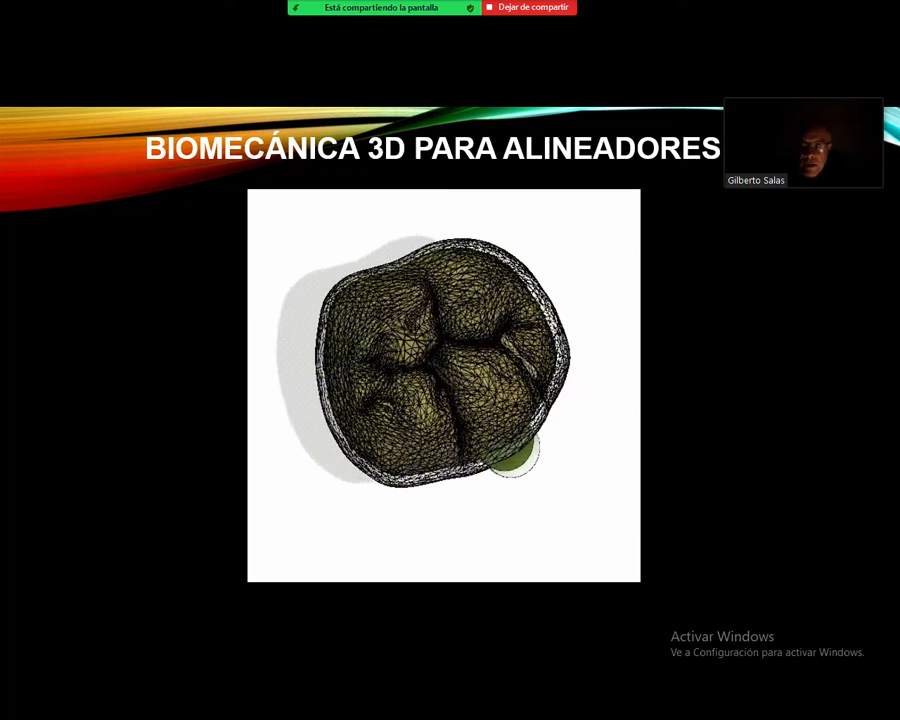 Está compartiendo la pantalla
Dejar de compartir
BIOMECÁNICA 3D PARA ALINEADORES
Gilberto Salas
Activar Windows
Ve a Configuración para activar Windows.